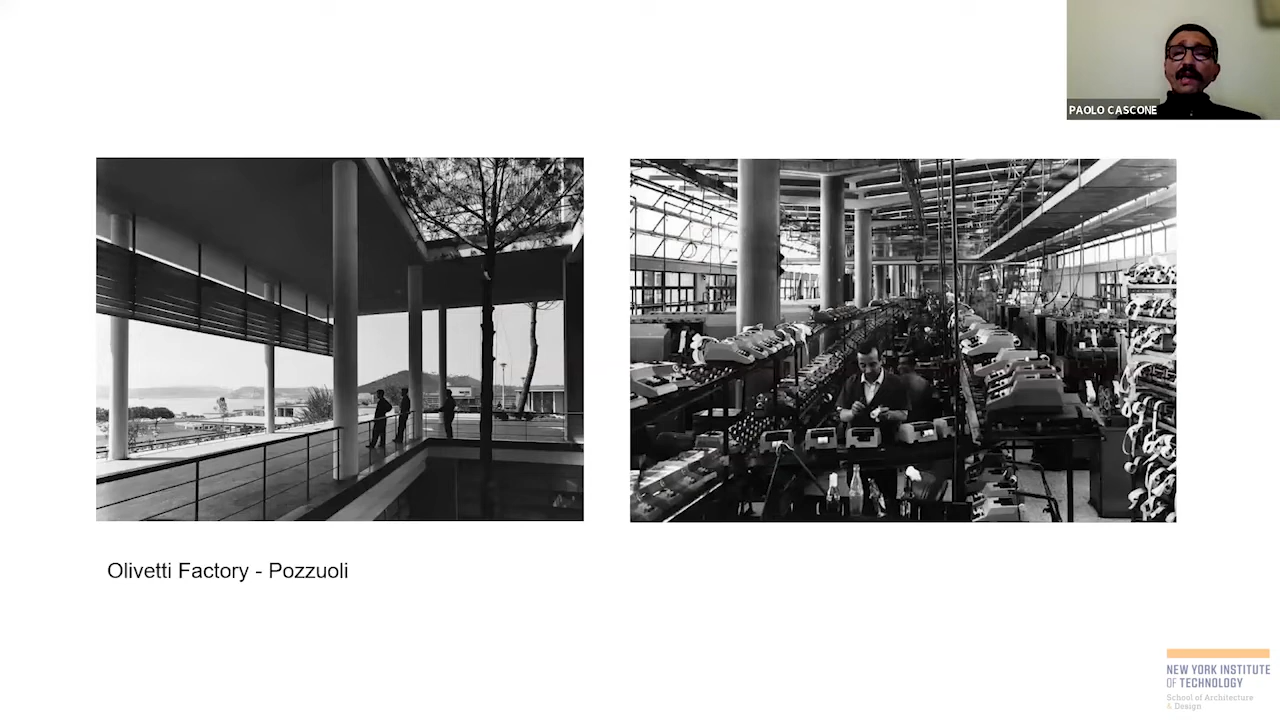 PAOLO CASCONE
Olivetti Factory - Pozzuoli
NEW YORK INSTITUTE
OF TECHNOLOGY
School of Architecture
& Design